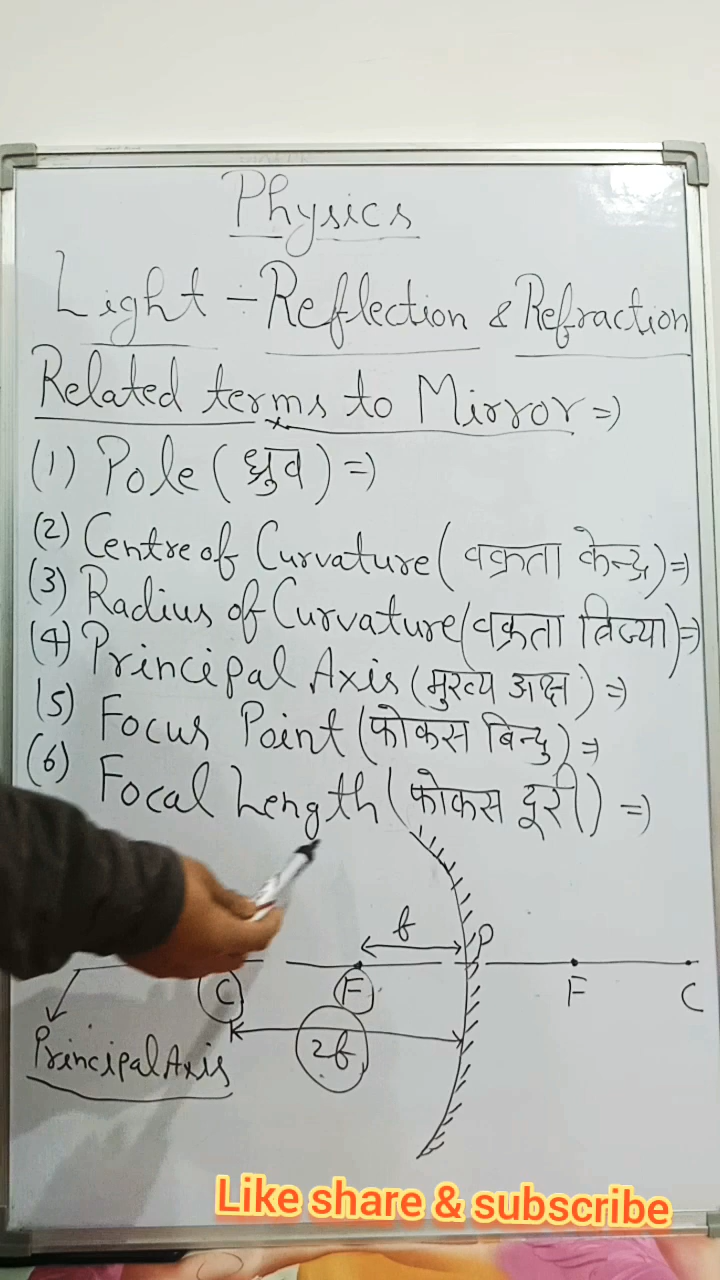 Physics
Light - Reflection & Refraction
Related terms to Mirror =>
(1) Pole (ध्रुव) =>
(2) Centre of Curvature (वक्रता केन्द्र) =>
(3) Radius of Curvature (वक्रता त्रिज्या) =>
(4) Principal Axis (मुख्य अक्ष) =>
(5) Focus Point (फोकस बिन्दु) =>
(6) Focal Length (फोकस दूरी) =>
f P
C F F C
2f
Principal Axis
Like share & subscribe